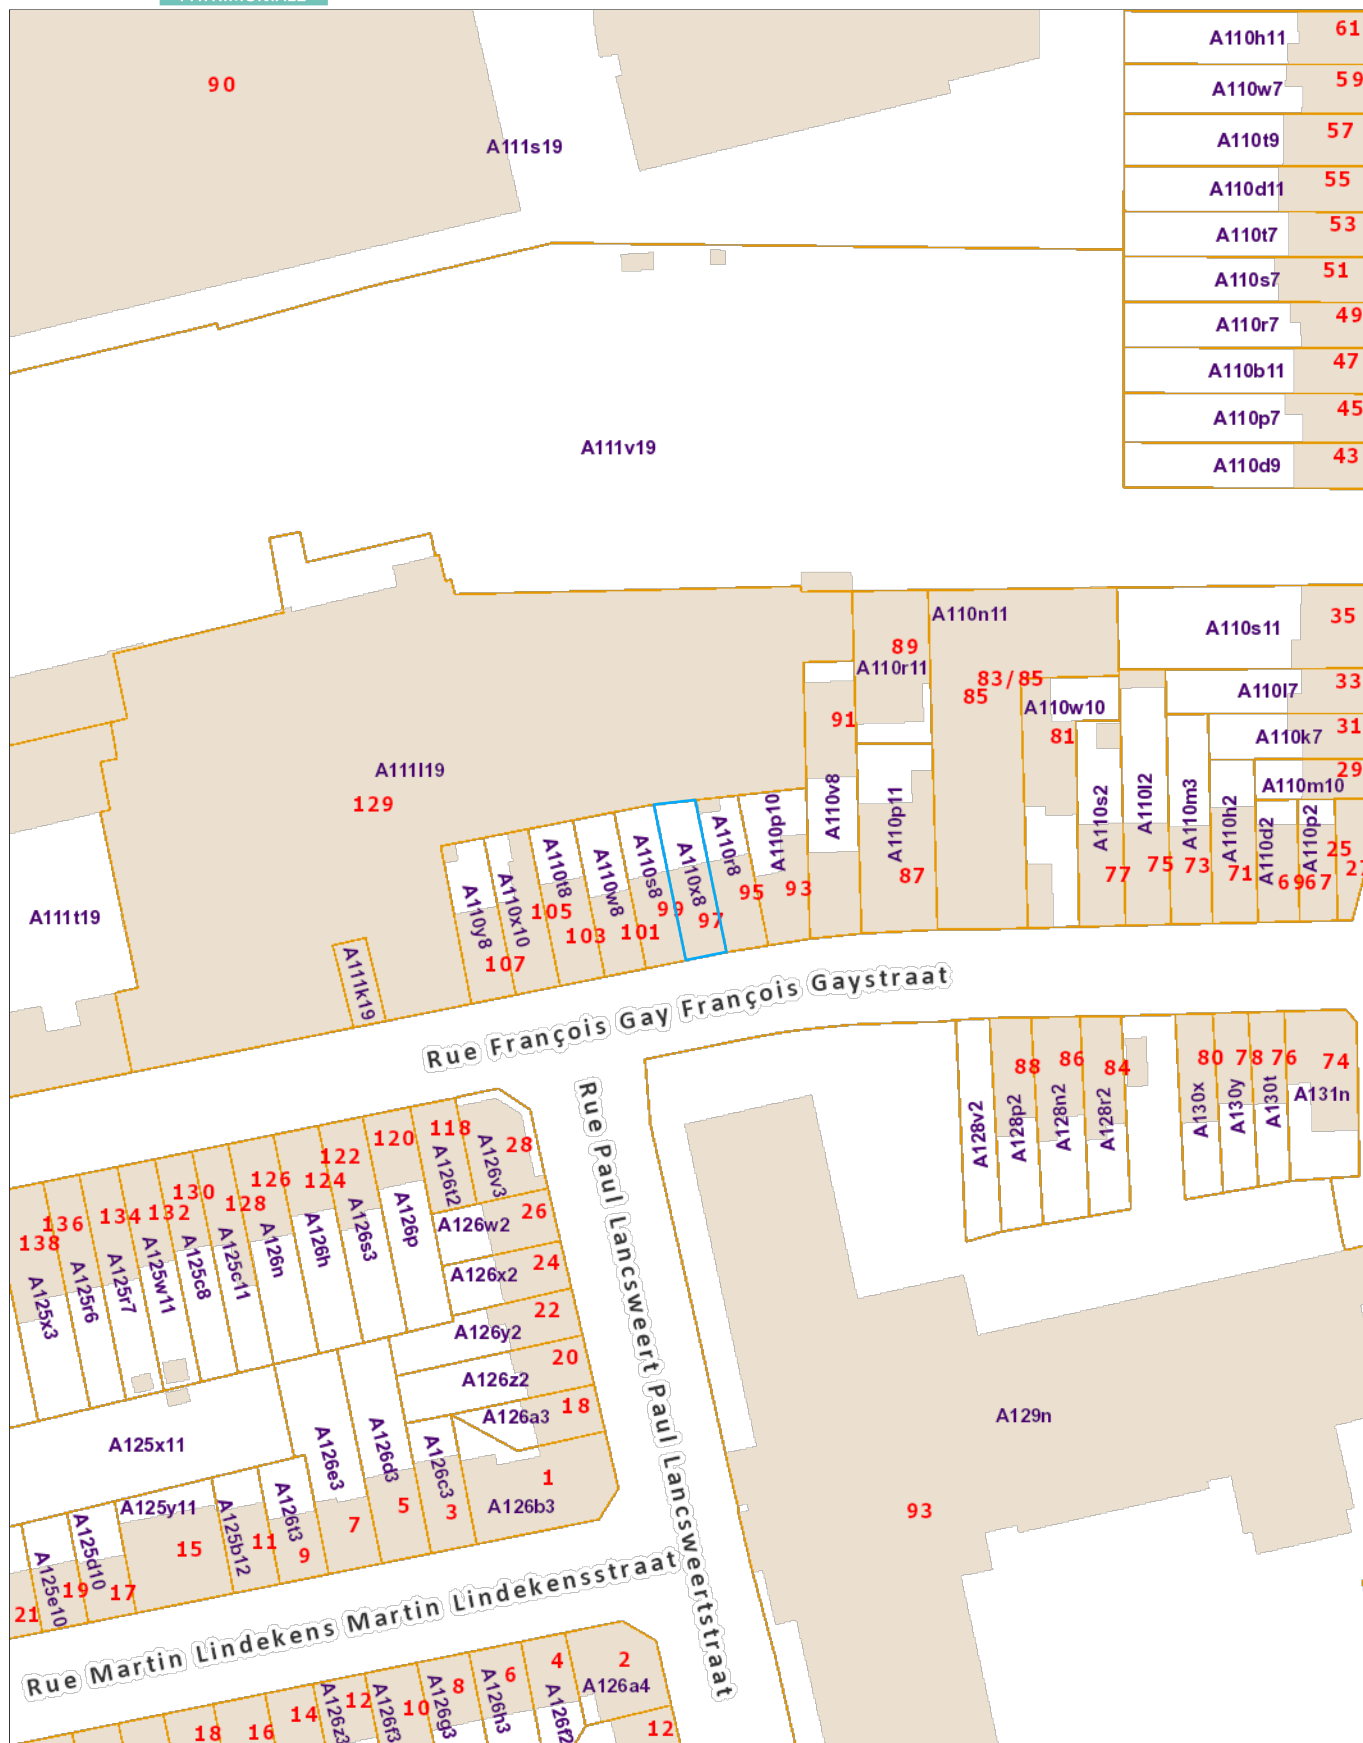 90
A111s19
A110h11
61
A110w7
59
A110t9
57
A110d11
55
A110t7
53
A110s7
51
A110r7
49
A110b11
47
A110p7
45
A110d9
43
A111v19
A110n11
A110s11
35
89
A110r11
83/85
85
A110l7
33
A110w10
91
81
A110k7
31
A111l19
129
29
A110m10
A110v8
A110p11
A110s2
A110l2
A110m3
A110h2
A110d2
A110p2
25
87
77
75
73
71
69
67
A110y8
A110x10
A110t8
A110w8
A110s8
A110x8
A110r8
A110p10
107
105
103
101
99
97
95
93
A111t19
A111k19
Rue François Gay François Gaystraat
A128v2
88
A128p2
86
A128n2
84
A128r2
80
A130x
78
A130y
76
A130t
74
A131n
Rue Paul Lancsweert Paul Lancsweertstraat
138
136
134
132
130
128
126
124
122
120
118
28
A125x3
A125r6
A125r7
A125w11
A125c8
A125c11
A126n
A126h
A126s3
A126p
A126t2
A126v3
A126w2
26
A126x2
24
A126y2
22
A126z2
20
A126a3
18
A125x11
A126e3
A126d3
A126c3
1
A126b3
A129n
93
A125y11
A125b12
A126t3
A125d10
A125e10
21
19
17
15
11
9
7
5
3
Rue Martin Lindekens Martin Lindekensstraat
18
16
14
12
10
8
6
4
2
A126z3
A126f3
A126g3
A126h3
A126f2
A126a4
12